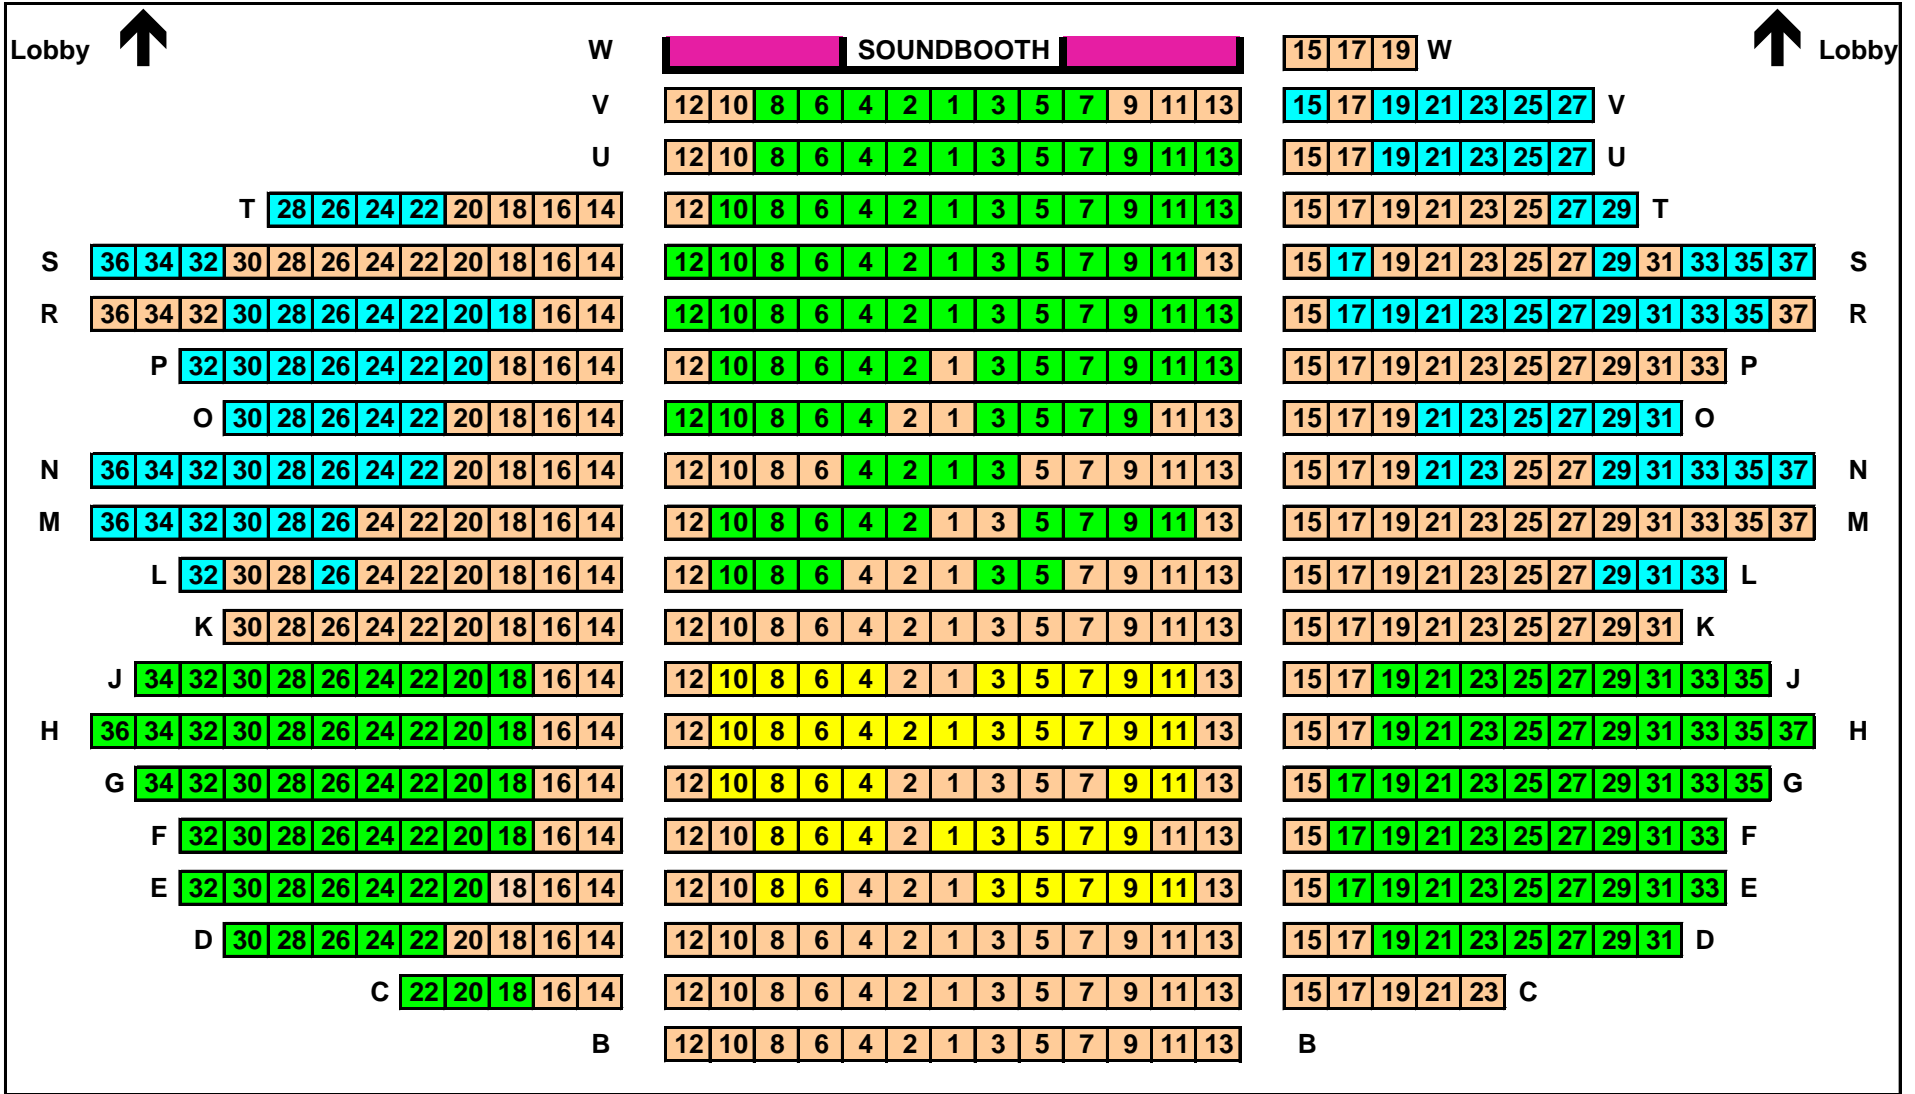 Lobby W SOUNDBOOTH 15 17 19 W Lobby
V 12 10 8 6 4 2 1 3 5 7 9 11 13 15 17 19 21 23 25 27 V
U 12 10 8 6 4 2 1 3 5 7 9 11 13 15 17 19 21 23 25 27 U
T 28 26 24 22 20 18 16 14 12 10 8 6 4 2 1 3 5 7 9 11 13 15 17 19 21 23 25 27 29 T
S 36 34 32 30 28 26 24 22 20 18 16 14 12 10 8 6 4 2 1 3 5 7 9 11 13 15 17 19 21 23 25 27 29 31 33 35 37 S
R 36 34 32 30 28 26 24 22 20 18 16 14 12 10 8 6 4 2 1 3 5 7 9 11 13 15 17 19 21 23 25 27 29 31 33 35 37 R
P 32 30 28 26 24 22 20 18 16 14 12 10 8 6 4 2 1 3 5 7 9 11 13 15 17 19 21 23 25 27 29 31 33 P
O 30 28 26 24 22 20 18 16 14 12 10 8 6 4 2 1 3 5 7 9 11 13 15 17 19 21 23 25 27 29 31 O
N 36 34 32 30 28 26 24 22 20 18 16 14 12 10 8 6 4 2 1 3 5 7 9 11 13 15 17 19 21 23 25 27 29 31 33 35 37 N
M 36 34 32 30 28 26 24 22 20 18 16 14 12 10 8 6 4 2 1 3 5 7 9 11 13 15 17 19 21 23 25 27 29 31 33 35 37 M
L 32 30 28 26 24 22 20 18 16 14 12 10 8 6 4 2 1 3 5 7 9 11 13 15 17 19 21 23 25 27 29 31 33 L
K 30 28 26 24 22 20 18 16 14 12 10 8 6 4 2 1 3 5 7 9 11 13 15 17 19 21 23 25 27 29 31 K
J 34 32 30 28 26 24 22 20 18 16 14 12 10 8 6 4 2 1 3 5 7 9 11 13 15 17 19 21 23 25 27 29 31 33 35 J
H 36 34 32 30 28 26 24 22 20 18 16 14 12 10 8 6 4 2 1 3 5 7 9 11 13 15 17 19 21 23 25 27 29 31 33 35 37 H
G 34 32 30 28 26 24 22 20 18 16 14 12 10 8 6 4 2 1 3 5 7 9 11 13 15 17 19 21 23 25 27 29 31 33 35 G
F 32 30 28 26 24 22 20 18 16 14 12 10 8 6 4 2 1 3 5 7 9 11 13 15 17 19 21 23 25 27 29 31 33 F
E 32 30 28 26 24 22 20 18 16 14 12 10 8 6 4 2 1 3 5 7 9 11 13 15 17 19 21 23 25 27 29 31 33 E
D 30 28 26 24 22 20 18 16 14 12 10 8 6 4 2 1 3 5 7 9 11 13 15 17 19 21 23 25 27 29 31 D
C 22 20 18 16 14 12 10 8 6 4 2 1 3 5 7 9 11 13 15 17 19 21 23 C
B 12 10 8 6 4 2 1 3 5 7 9 11 13 B